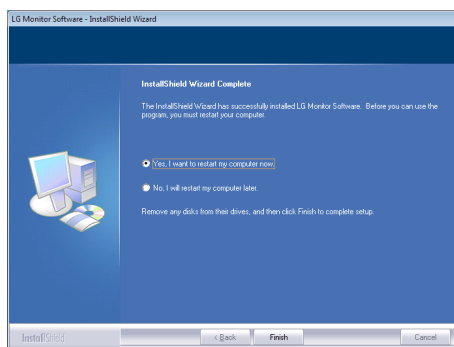 LG Monitor Software - InstallShield Wizard
InstallShield Wizard Complete
The InstallShield Wizard has successfully installed LG Monitor Software. Before you can use the
program, you must restart your computer.
Yes, I want to restart my computer now.
No, I will restart my computer later.
Remove any disks from their drives, and then click Finish to complete setup.
InstallShield
< Back
Finish
Cancel